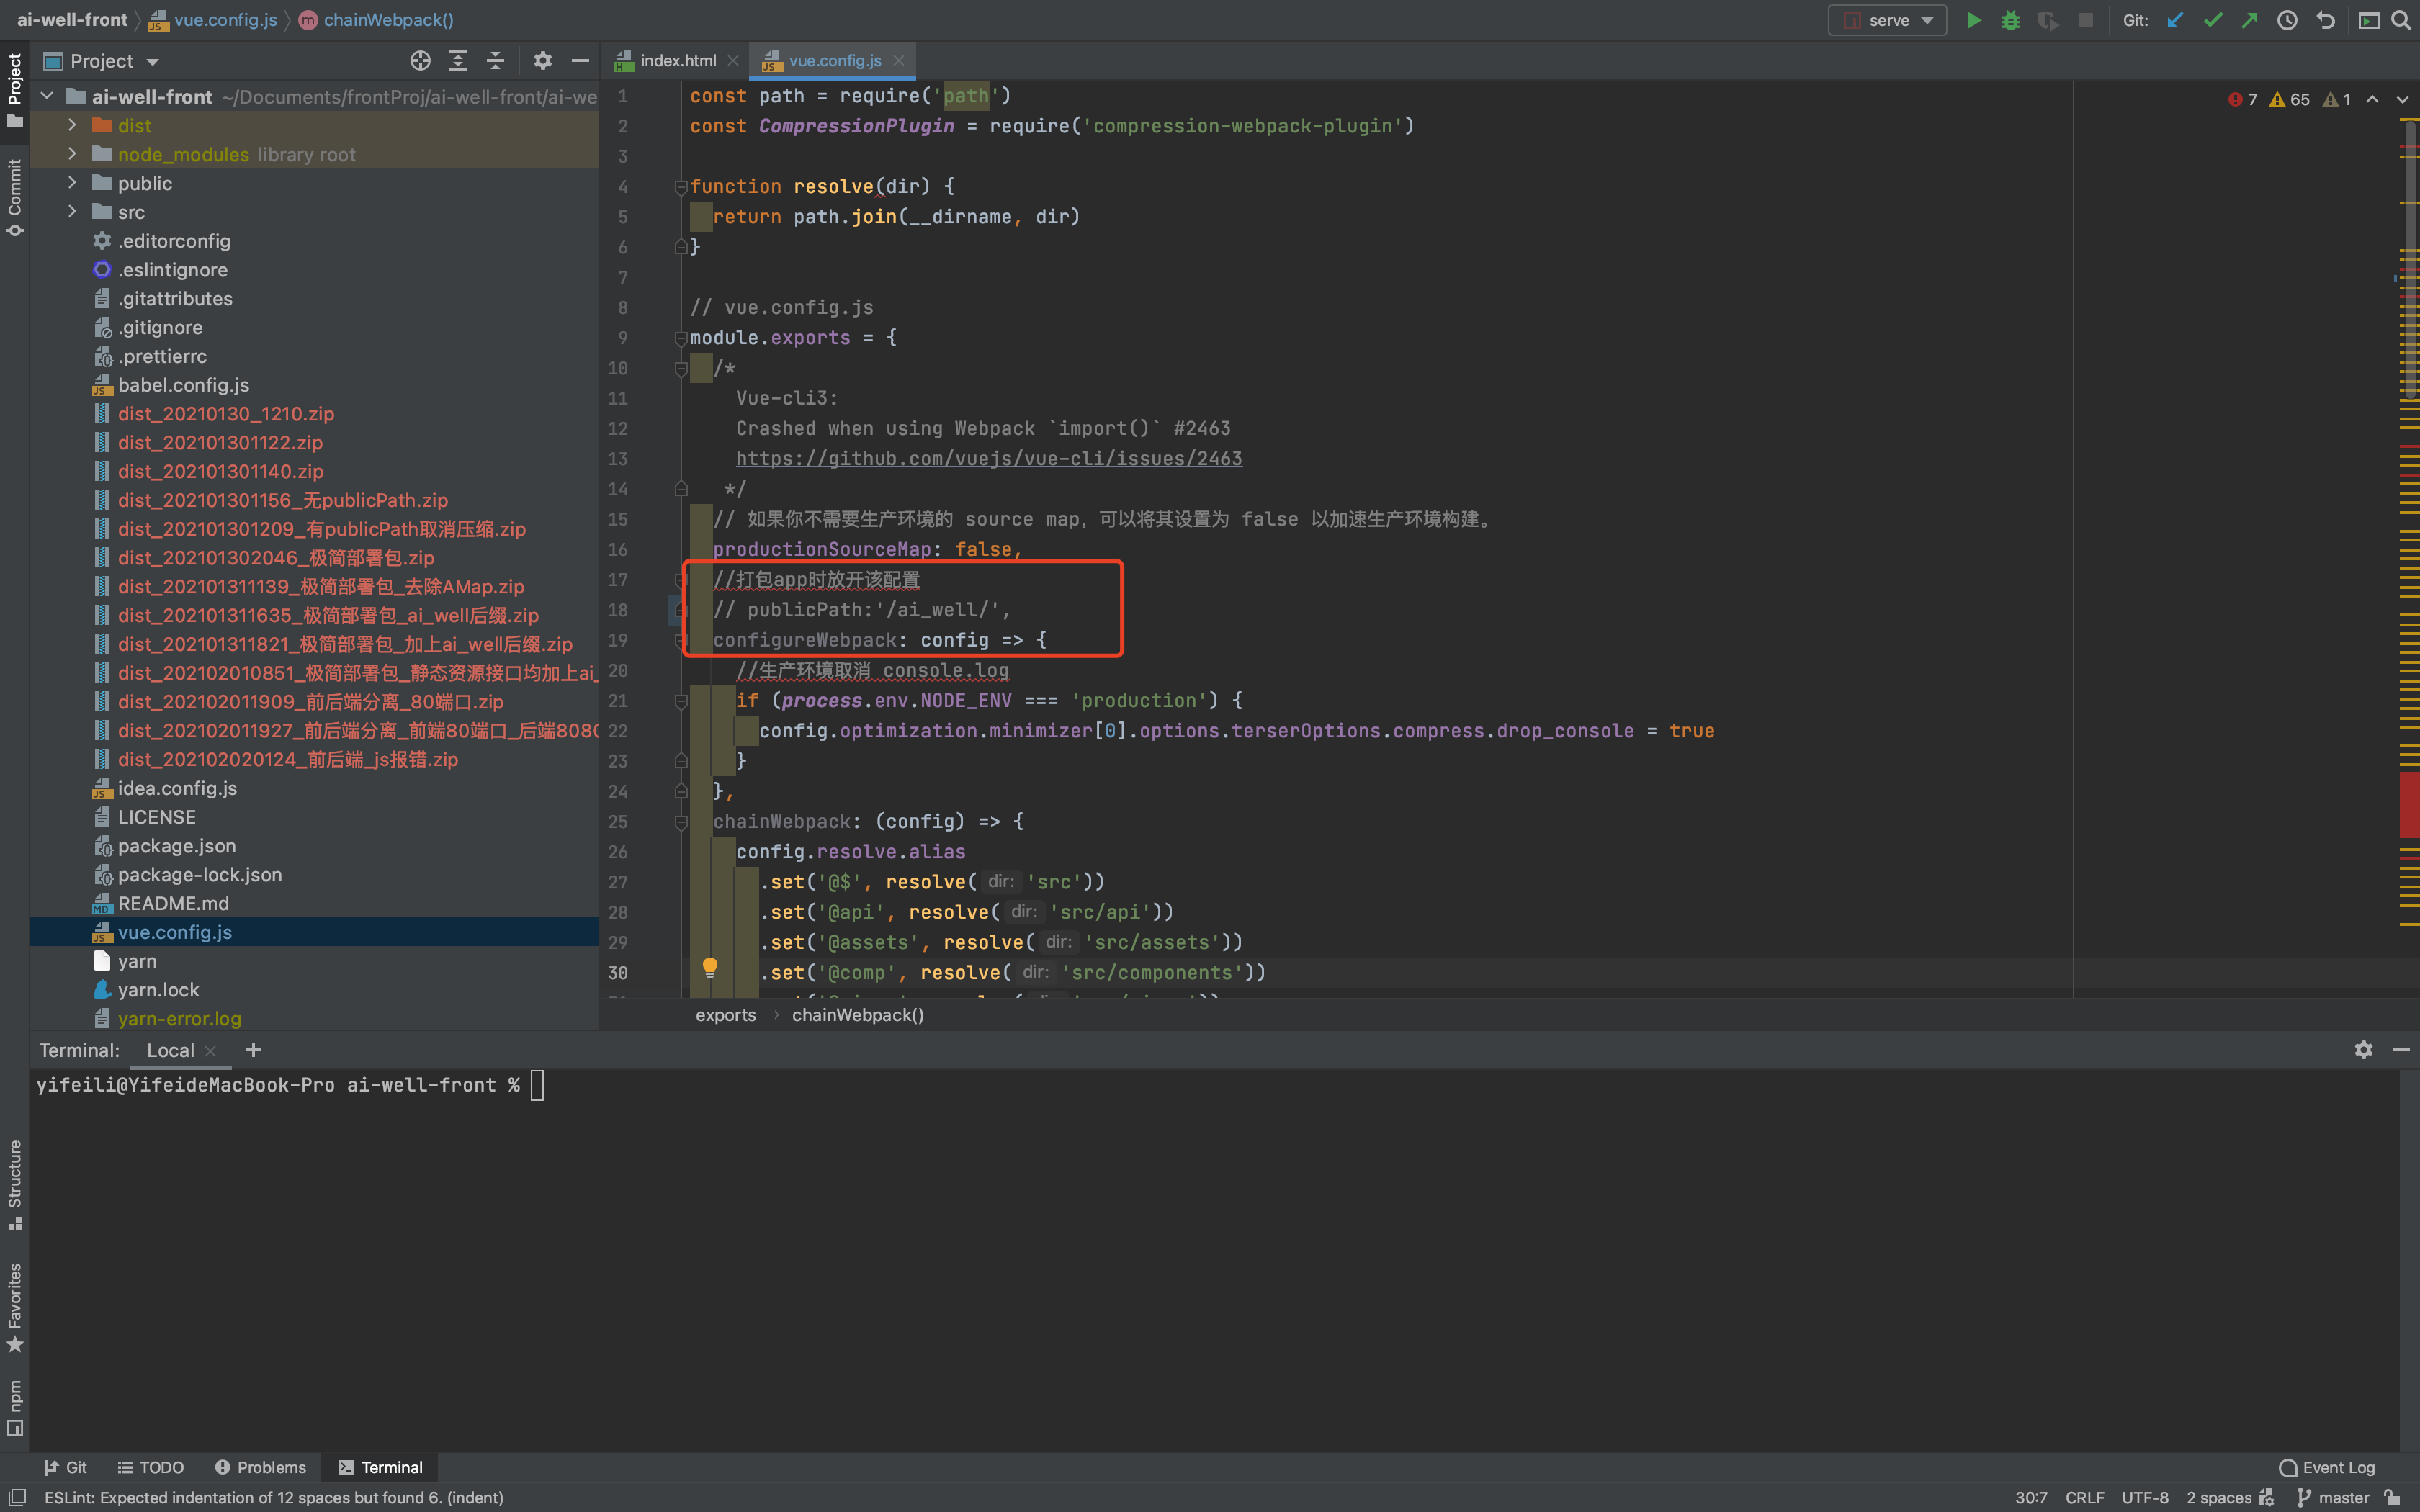 ai-well-front
vue.config.js
chainWebpack()
serve
Git:
Project
index.html
vue.config.js
Project
Commit
Structure
Favorites
npm
ai-well-front ~/Documents/frontProj/ai-well-front/ai-we
dist
node_modules library root
public
src
.editorconfig
.eslintignore
.gitattributes
.gitignore
.prettierrc
babel.config.js
dist_20210130_1210.zip
dist_202101301122.zip
dist_202101301140.zip
dist_202101301156_无publicPath.zip
dist_202101301209_有publicPath取消压缩.zip
dist_202101302046_极简部署包.zip
dist_202101311139_极简部署包_去除AMap.zip
dist_202101311635_极简部署包_ai_well后缀.zip
dist_202101311821_极简部署包_加上ai_well后缀.zip
dist_202102010851_极简部署包_静态资源接口均加上ai_
dist_202102011909_前后端分离_80端口.zip
dist_202102011927_前后端分离_前端80端口_后端8080
dist_202102020124_前后端_js报错.zip
idea.config.js
LICENSE
package.json
package-lock.json
README.md
vue.config.js
yarn
yarn.lock
yarn-error.log
7 65 1
1 const path = require('path')
2 const CompressionPlugin = require('compression-webpack-plugin')
3
4 function resolve(dir) {
5 return path.join(__dirname, dir)
6 }
7
8 // vue.config.js
9 module.exports = {
10 /*
11 Vue-cli3:
12 Crashed when using Webpack `import()` #2463
13 https://github.com/vuejs/vue-cli/issues/2463
14 */
15 // 如果你不需要生产环境的 source map，可以将其设置为 false 以加速生产环境构建。
16 productionSourceMap: false,
17 //打包app时放开该配置
18 // publicPath:'/ai_well/',
19 configureWebpack: config => {
20 //生产环境取消 console.log
21 if (process.env.NODE_ENV === 'production') {
22 config.optimization.minimizer[0].options.terserOptions.compress.drop_console = true
23 }
24 },
25 chainWebpack: (config) => {
26 config.resolve.alias
27 .set('@$', resolve( dir: 'src'))
28 .set('@api', resolve( dir: 'src/api'))
29 .set('@assets', resolve( dir: 'src/assets'))
30 .set('@comp', resolve( dir: 'src/components'))
exports › chainWebpack()
Terminal: Local +
yifeili@YifeideMacBook-Pro ai-well-front %
Git
TODO
Problems
Terminal
Event Log
ESLint: Expected indentation of 12 spaces but found 6. (indent)
30:7 CRLF UTF-8 2 spaces master